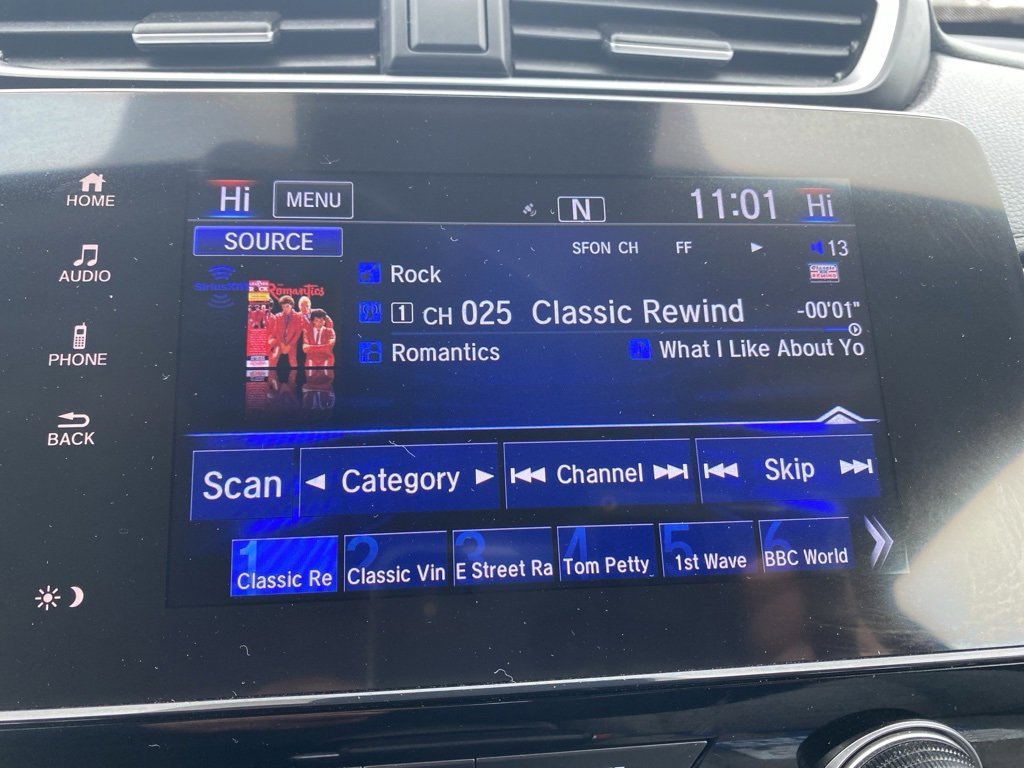 HOME
AUDIO
PHONE
BACK
Hi MENU N 11:01 Hi
SOURCE
SFON CH FF 13
SiriusXM
Romantics
Rock
1 CH 025 Classic Rewind -00'01"
Romantics What I Like About Yo
Scan Category Channel Skip
1 Classic Re
2 Classic Vin
3 E Street Ra
4 Tom Petty
5 1st Wave
6 BBC World